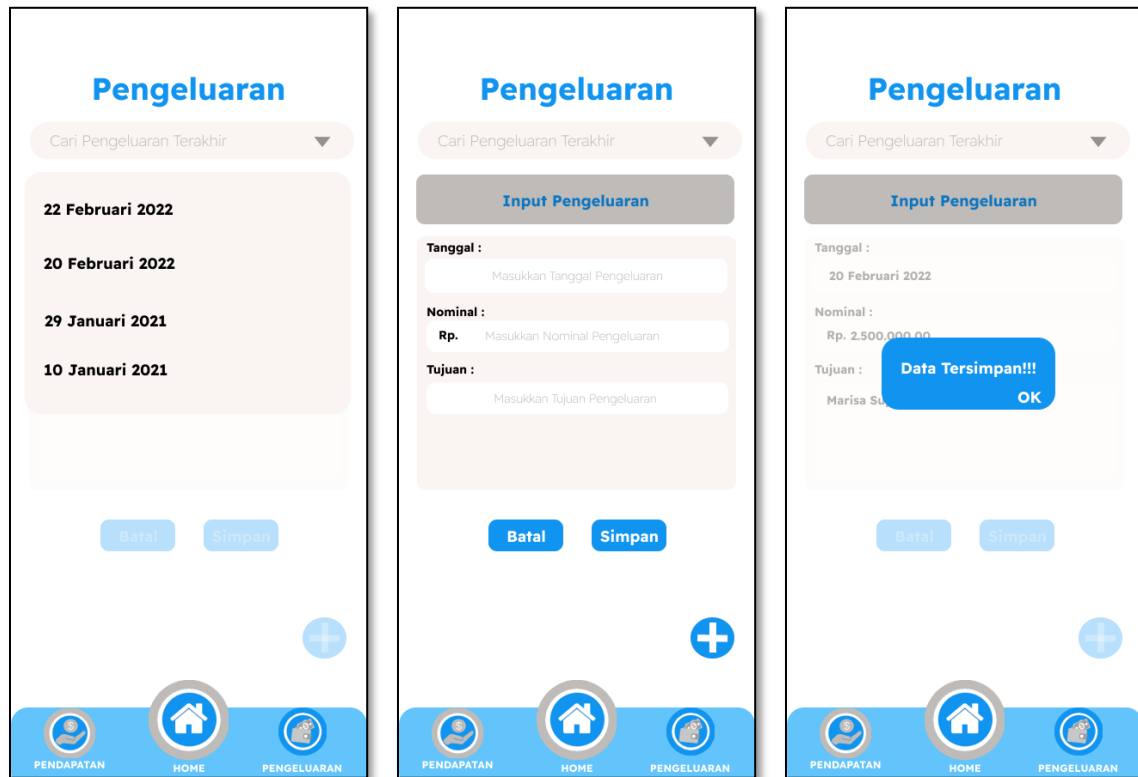 Pengeluaran
Cari Pengeluaran Terakhir
22 Februari 2022
20 Februari 2022
29 Januari 2021
10 Januari 2021
Batal Simpan
PENDAPATAN HOME PENGELUARAN
Pengeluaran
Cari Pengeluaran Terakhir
Input Pengeluaran
Tanggal :
Masukkan Tanggal Pengeluaran
Nominal :
Rp. Masukkan Nominal Pengeluaran
Tujuan :
Masukkan Tujuan Pengeluaran
Batal Simpan
PENDAPATAN HOME PENGELUARAN
Pengeluaran
Cari Pengeluaran Terakhir
Input Pengeluaran
Tanggal :
20 Februari 2022
Nominal :
Rp. 2.500.000,00
Tujuan :
Data Tersimpan!!!
Marisa
OK
Batal Simpan
PENDAPATAN HOME PENGELUARAN